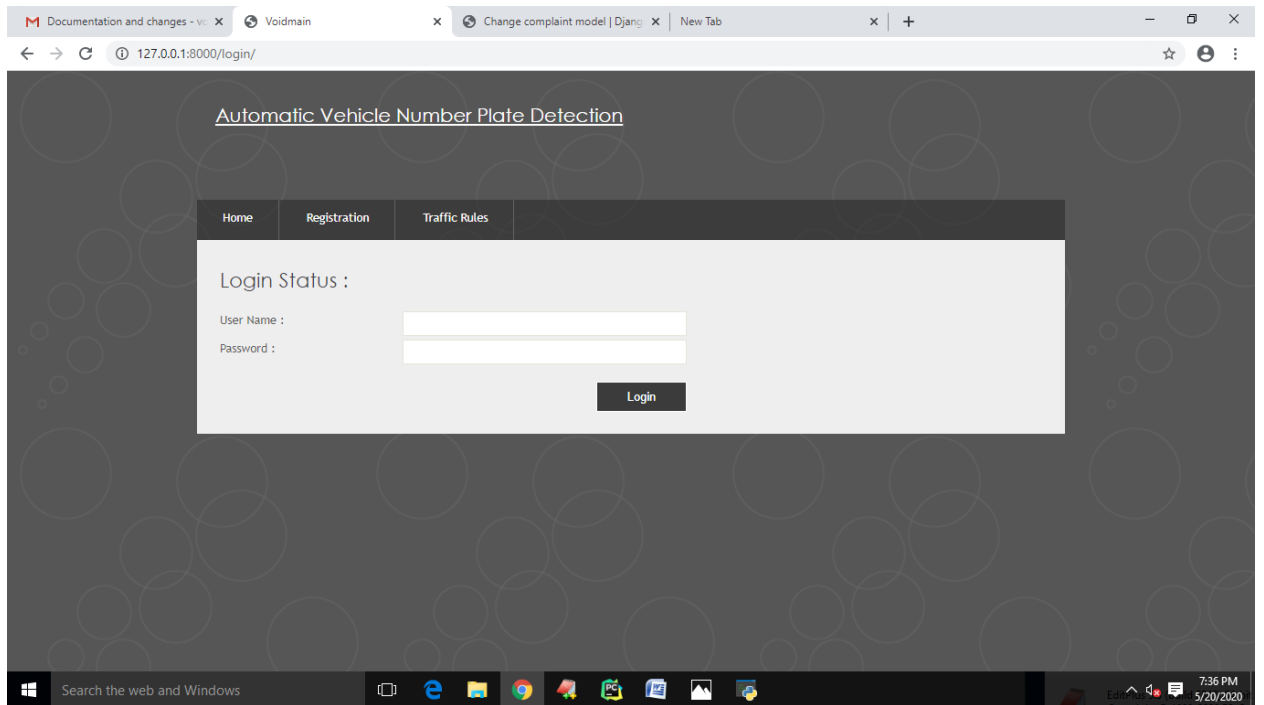 Documentation and changes - vo
Voidmain
Change complaint model | Djang
New Tab
127.0.0.1:8000/login/
Automatic Vehicle Number Plate Detection
Home
Registration
Traffic Rules
Login Status :
User Name :
Password :
Login
Search the web and Windows
7:36 PM
5/20/2020